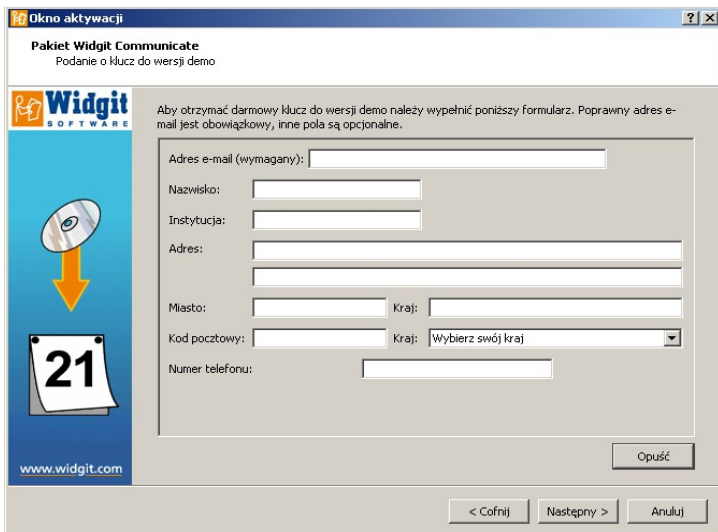 Okno aktywacji
Pakiet Widgit Communicate
Podanie o klucz do wersji demo
Widgit
SOFTWARE
Aby otrzymać darmowy klucz do wersji demo należy wypełnić poniższy formularz. Poprawny adres e-
mail jest obowiązkowy, inne pola są opcjonalne.
Adres e-mail (wymagany):
Nazwisko:
Instytucja:
Adres:
Miasto: Kraj:
Kod pocztowy: Kraj: Wybierz swój kraj
Numer telefonu:
21
www.widgit.com
Opuść
< Cofnij Następny > Anuluj